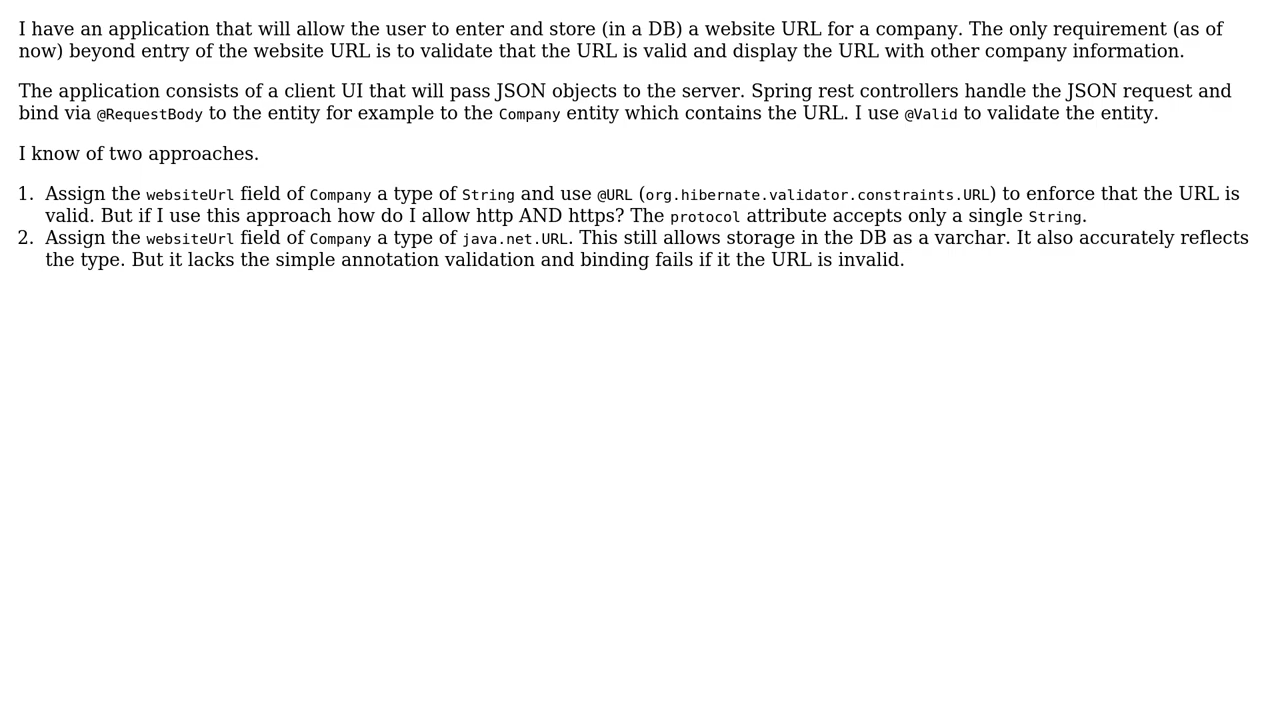 I have an application that will allow the user to enter and store (in a DB) a website URL for a company. The only requirement (as of
now) beyond entry of the website URL is to validate that the URL is valid and display the URL with other company information.
The application consists of a client UI that will pass JSON objects to the server. Spring rest controllers handle the JSON request and
bind via @RequestBody to the entity for example to the Company entity which contains the URL. I use @Valid to validate the entity.
I know of two approaches.
1. Assign the websiteUrl field of Company a type of String and use @URL (org.hibernate.validator.constraints.URL) to enforce that the URL is
valid. But if I use this approach how do I allow http AND https? The protocol attribute accepts only a single String.
2. Assign the websiteUrl field of Company a type of java.net.URL. This still allows storage in the DB as a varchar. It also accurately reflects
the type. But it lacks the simple annotation validation and binding fails if it the URL is invalid.